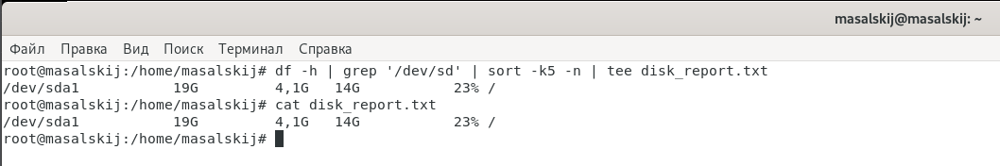 masalskij@masalskij: ~
Файл Правка Вид Поиск Терминал Справка
root@masalskij:/home/masalskij# df -h | grep '/dev/sd' | sort -k5 -n | tee disk_report.txt
/dev/sda1 19G 4,1G 14G 23% /
root@masalskij:/home/masalskij# cat disk_report.txt
/dev/sda1 19G 4,1G 14G 23% /
root@masalskij:/home/masalskij#